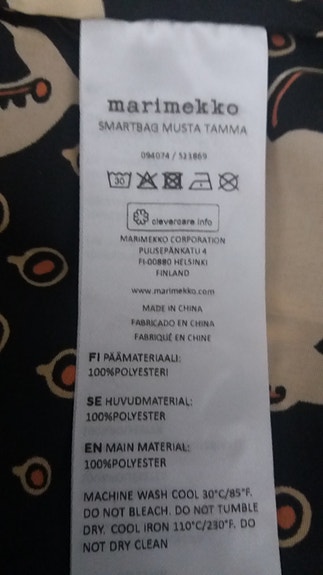 marimekko
SMARTBAG MUSTA TAMMA
094074 / 521869
30
clevercare.info
MARIMEKKO CORPORATION
PUUSEPÄNKATU 4
FI-00880 HELSINKI
FINLAND
www.marimekko.com
MADE IN CHINA
FABRICADO EN CHINA
FABRIQUÉ EN CHINE
FI PÄÄMATERIAALI:
100%POLYESTERI
SE HUVUDMATERIAL:
100%POLYESTER
EN MAIN MATERIAL:
100%POLYESTER
MACHINE WASH COOL 30°C/85°F.
DO NOT BLEACH. DO NOT TUMBLE
DRY. COOL IRON 110°C/230°F. DO
NOT DRY CLEAN